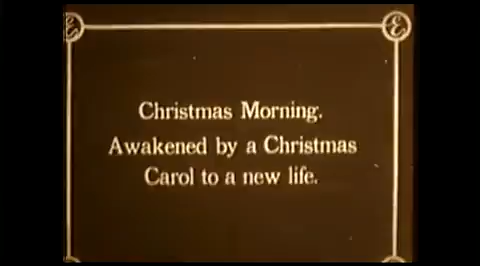 Christmas Morning.
Awakened by a Christmas
Carol to a new life.